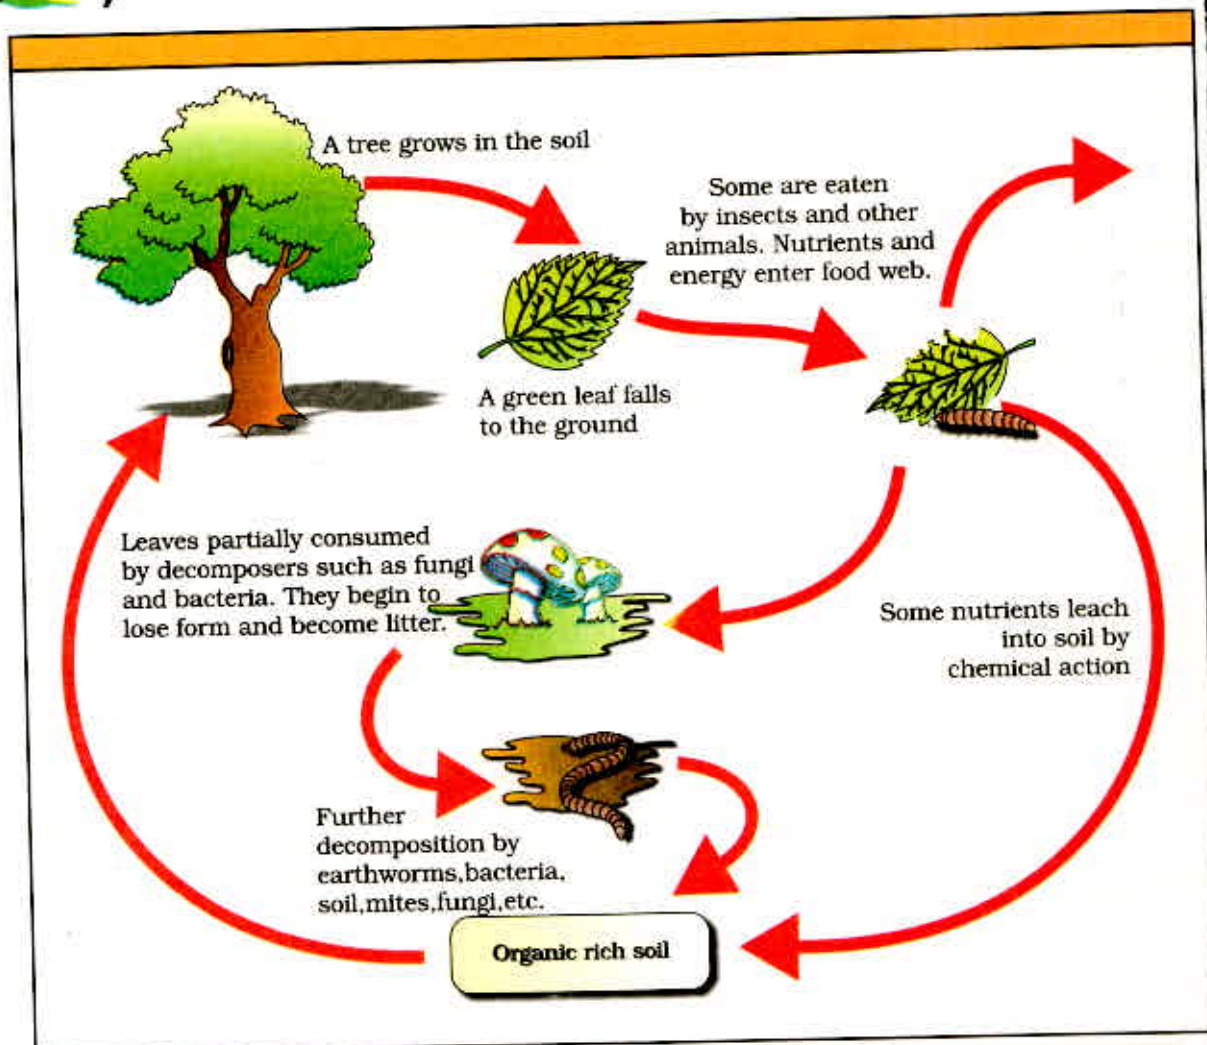 A tree grows in the soil
Some are eaten
by insects and other
animals. Nutrients and
energy enter food web.
A green leaf falls
to the ground
Leaves partially consumed
by decomposers such as fungi
and bacteria. They begin to
lose form and become litter.
Some nutrients leach
into soil by
chemical action
Further
decomposition by
earthworms,bacteria,
soil,mites,fungi,etc.
Organic rich soil